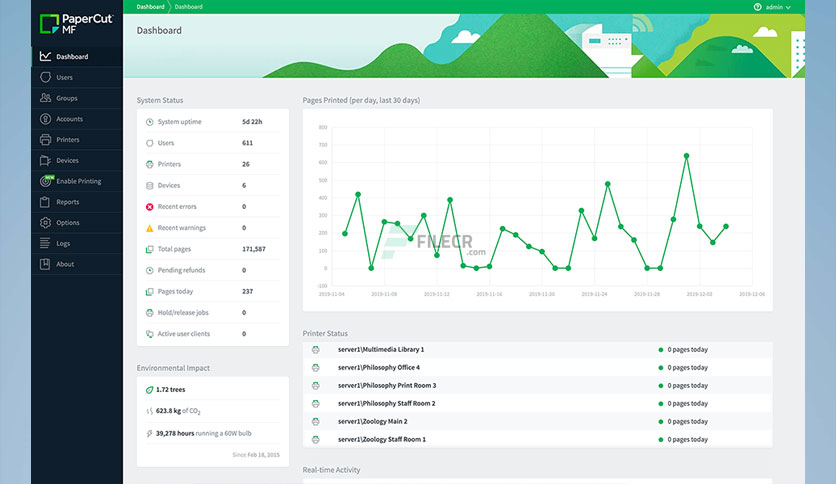 PaperCut
MF
Dashboard
Dashboard
admin
Dashboard
Dashboard
Users
Groups
Accounts
Printers
Devices
NEW
Enable Printing
Reports
Options
Logs
About
System Status
System uptime 5d 22h
Users 611
Printers 26
Devices 6
Recent errors 0
Recent warnings 0
Total pages 171,587
Pending refunds 0
Pages today 237
Hold/release jobs 0
Active user clients 0
Environmental Impact
1.72 trees
623.8 kg of CO2
39,278 hours running a 60W bulb
Since Feb 18, 2015
Pages Printed (per day, last 30 days)
800
700
600
500
400
300
200
100
0
-100
2019-11-04 2019-11-08 2019-11-12 2019-11-16 2019-11-20 2019-11-24 2019-11-28 2019-12-02 2019-12-06
FILECR
.com
Printer Status
server1\Multimedia Library 1 0 pages today
server1\Philosophy Office 4 0 pages today
server1\Philosophy Print Room 3 0 pages today
server1\Philosophy Staff Room 2 0 pages today
server1\Zoology Main 2 0 pages today
server1\Zoology Staff Room 1 0 pages today
Real-time Activity